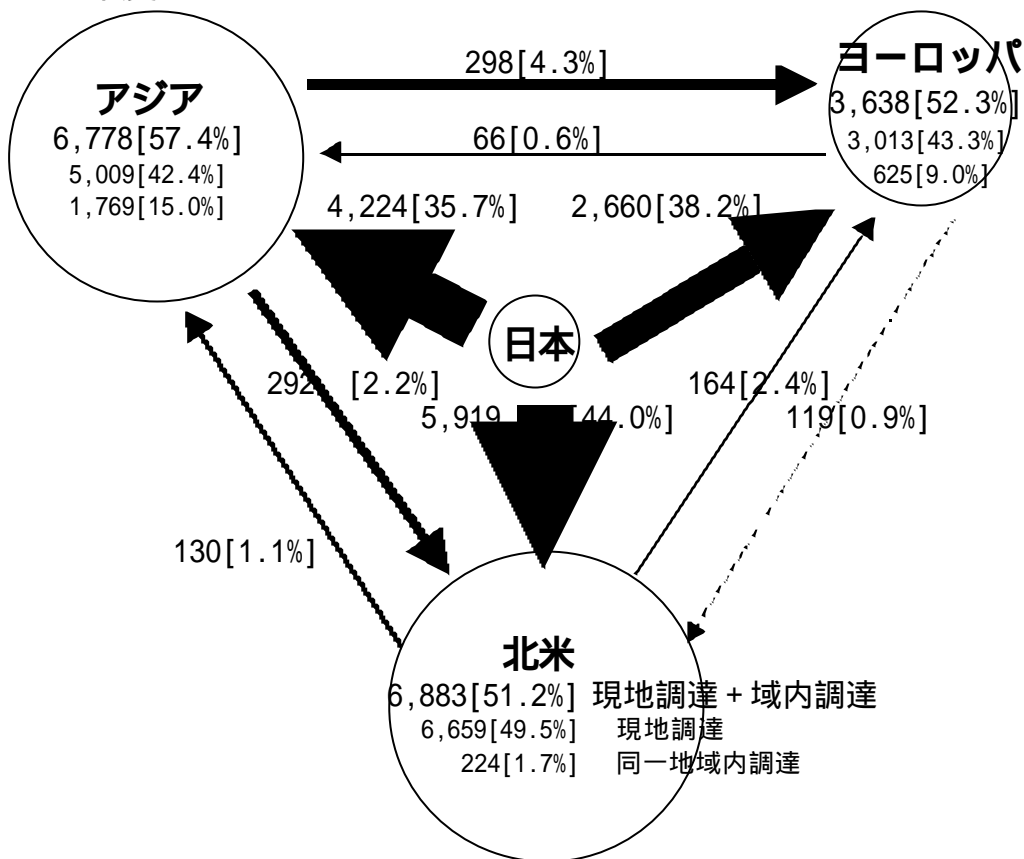 アジア
6,778[57.4%]
5,009[42.4%]
1,769[15.0%]
298[4.3%]
66[0.6%]
ヨーロッパ
3,638[52.3%]
3,013[43.3%]
625[9.0%]
4,224[35.7%]
2,660[38.2%]
日本
292 [2.2%]
5,919 [44.0%]
164[2.4%]
119[0.9%]
130[1.1%]
北米
6,883[51.2%] 現地調達+域内調達
6,659[49.5%] 現地調達
224[1.7%] 同一地域内調達